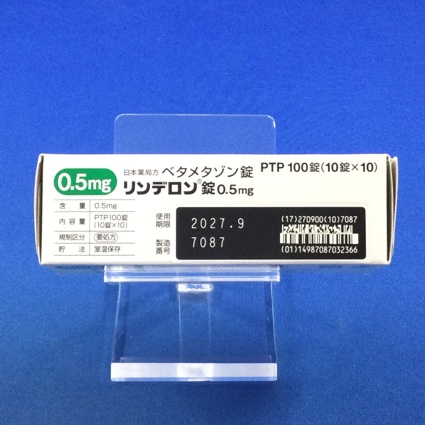 0.5mg
日本薬局方 ベタメタゾン錠 PTP 100錠(10錠×10)
リンデロン®錠0.5mg
含量 0.5mg
内容量 PTP100錠
(10錠×10)
規制区分 要処方
貯法 室温保存
使用
期限 2027.9
製造
番号 7087
(17)270900(10)7087
(01)14987087032366